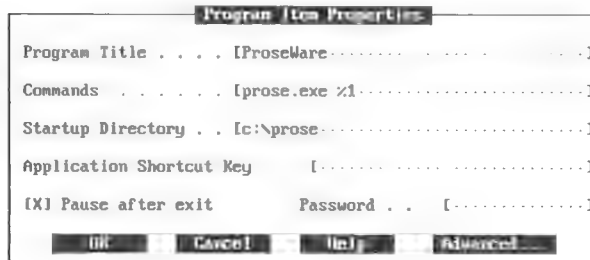 Program Item Properties
Program Title . . . . [ProseWare·····················]
Commands . . . . . . [prose.exe %1·····················]
Startup Directory . . [c:\prose·····················]
Application Shortcut Key [·····················]
[X] Pause after exit Password . . [·············]
OK Cancel Help Advanced...